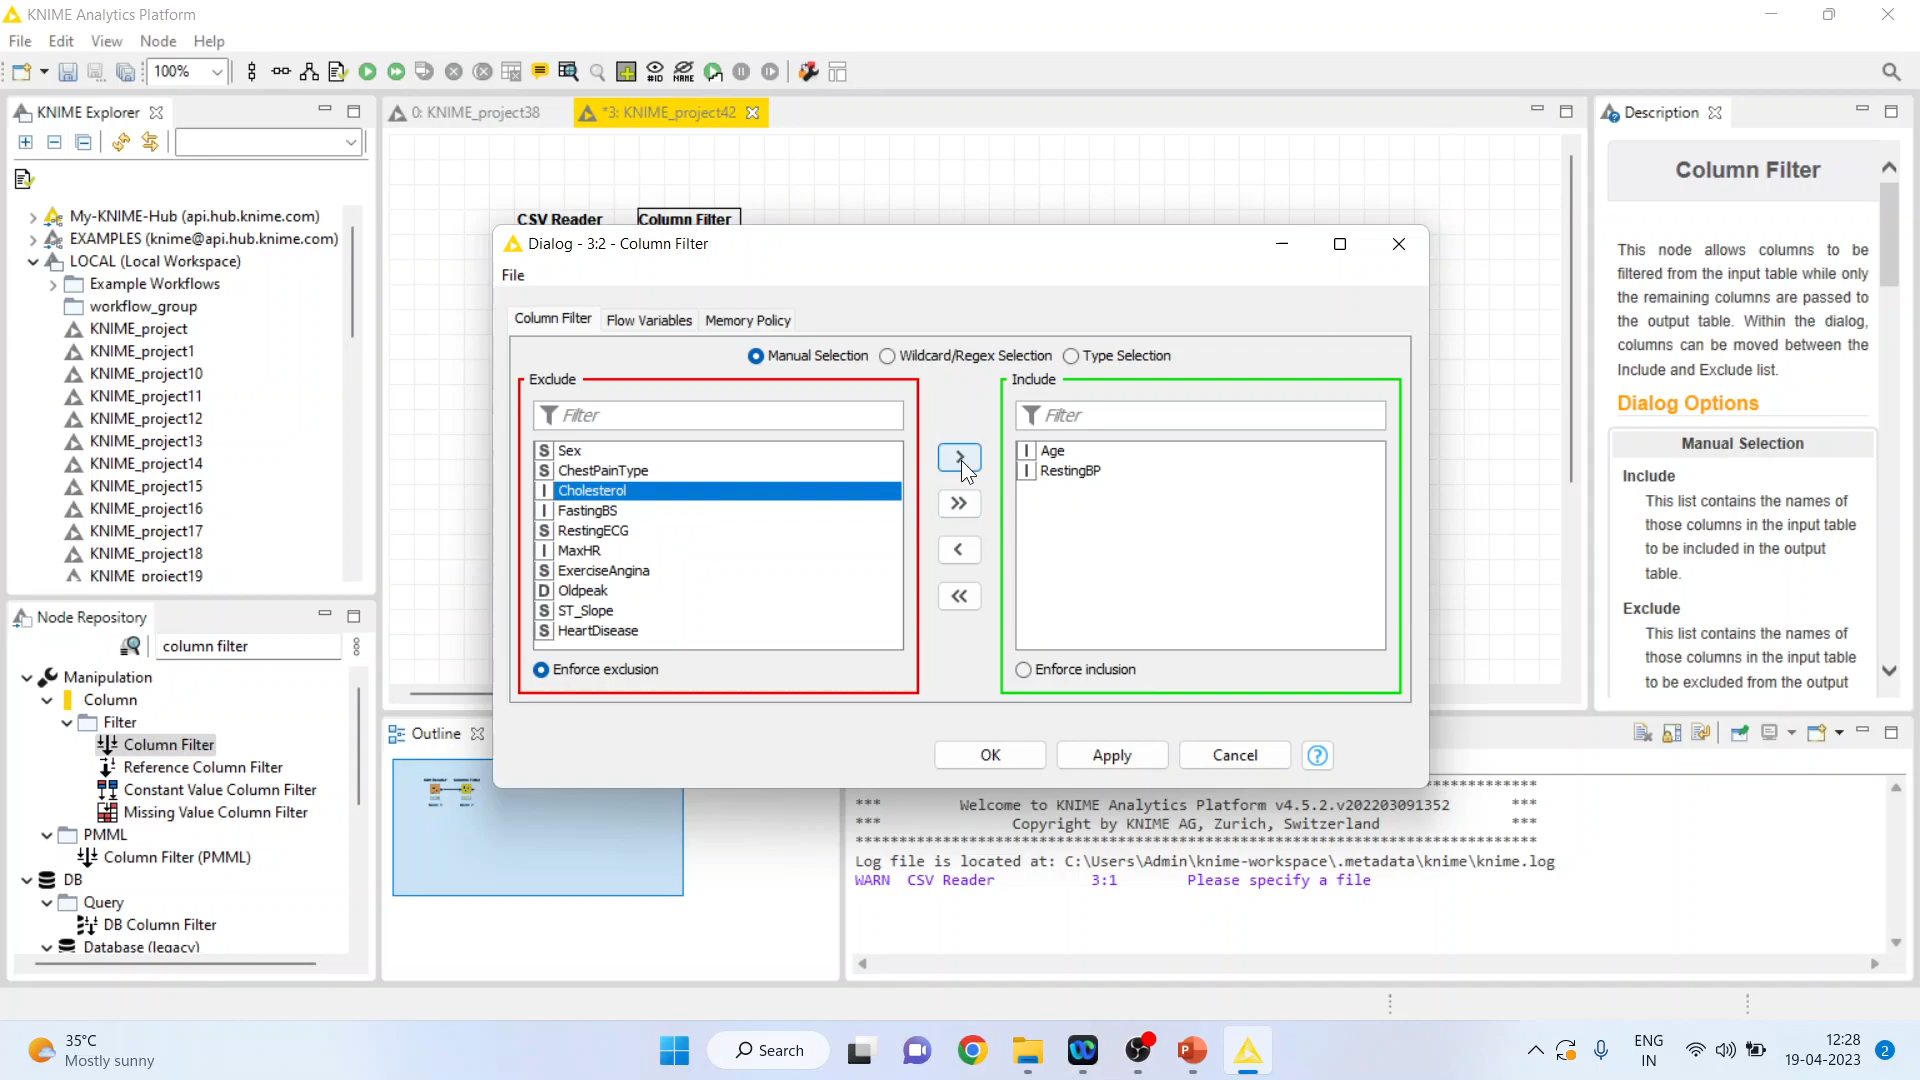 KNIME Analytics Platform
File Edit View Node Help
100%
KNIME Explorer
0: KNIME_project38
*3: KNIME_project42
Description
My-KNIME-Hub (api.hub.knime.com)
EXAMPLES (knime@api.hub.knime.com)
LOCAL (Local Workspace)
Example Workflows
workflow_group
KNIME_project
KNIME_project1
KNIME_project10
KNIME_project11
KNIME_project12
KNIME_project13
KNIME_project14
KNIME_project15
KNIME_project16
KNIME_project17
KNIME_project18
KNIME_project19
Node Repository
column filter
Manipulation
Column
Filter
Column Filter
Reference Column Filter
Constant Value Column Filter
Missing Value Column Filter
PMML
Column Filter (PMML)
DB
Query
DB Column Filter
Database (legacy)
CSV Reader
Column Filter
Dialog - 3:2 - Column Filter
File
Column Filter Flow Variables Memory Policy
Manual Selection Wildcard/Regex Selection Type Selection
Exclude
Filter
S Sex
S ChestPainType
I Cholesterol
I FastingBS
S RestingECG
I MaxHR
S ExerciseAngina
D Oldpeak
S ST_Slope
S HeartDisease
Enforce exclusion
>
>>
<
<<
Include
Filter
I Age
I RestingBP
Enforce inclusion
OK Apply Cancel ?
Outline
Column Filter
This node allows columns to be
filtered from the input table while only
the remaining columns are passed to
the output table. Within the dialog,
columns can be moved between the
Include and Exclude list.
Dialog Options
Manual Selection
Include
This list contains the names of
those columns in the input table
to be included in the output
table.
Exclude
This list contains the names of
those columns in the input table
to be excluded from the output
*** Welcome to KNIME Analytics Platform v4.5.2.v202203091352 ***
*** Copyright by KNIME AG, Zurich, Switzerland ***
Log file is located at: C:\Users\Admin\knime-workspace\.metadata\knime\knime.log
WARN CSV Reader 3:1 Please specify a file
35°C
Mostly sunny
Search
ENG
IN
12:28
19-04-2023
2